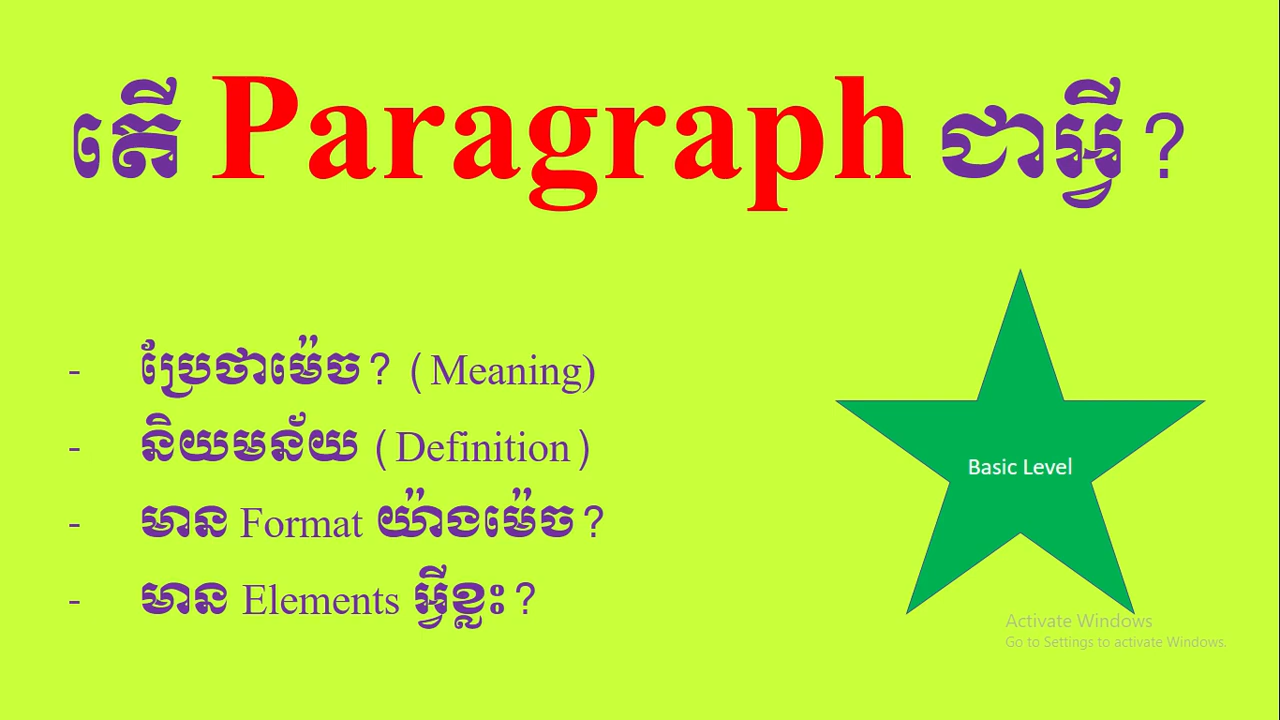 តើ Paragraph ជាអ្វី ?
- ប្រែថាម៉េច ? ( Meaning)
- និយមន័យ ( Definition )
- មាន Format យ៉ាងម៉េច ?
- មាន Elements អ្វីខ្លះ ?
Basic Level
Activate Windows
Go to Settings to activate Windows.